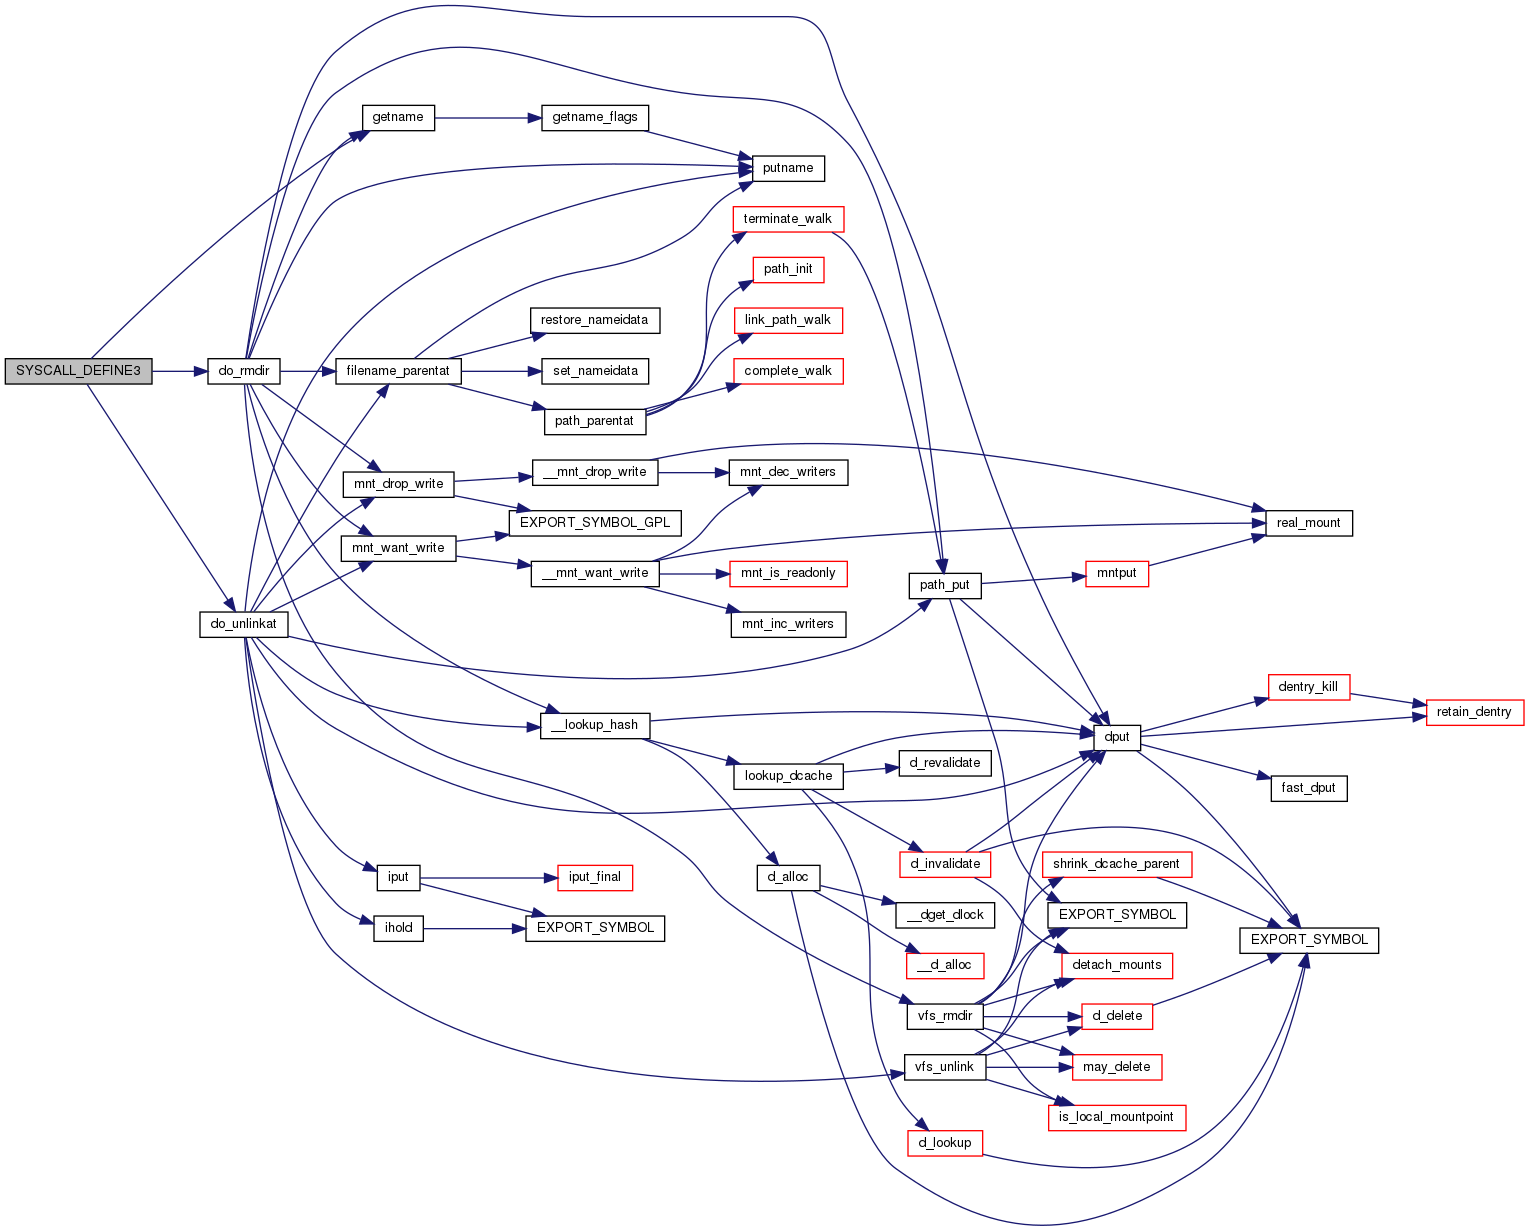 getname
getname_flags
putname
terminate_walk
path_init
restore_nameidata
link_path_walk
SYSCALL_DEFINE3
do_rmdir
filename_parentat
set_nameidata
complete_walk
path_parentat
mnt_drop_write
__mnt_drop_write
mnt_dec_writers
EXPORT_SYMBOL_GPL
real_mount
mnt_want_write
__mnt_want_write
mnt_is_readonly
path_put
mntput
do_unlinkat
mnt_inc_writers
dentry_kill
retain_dentry
__lookup_hash
dput
lookup_dcache
d_revalidate
fast_dput
iput
iput_final
d_alloc
d_invalidate
shrink_dcache_parent
__dget_dlock
EXPORT_SYMBOL
ihold
EXPORT_SYMBOL
EXPORT_SYMBOL
__d_alloc
detach_mounts
vfs_rmdir
d_delete
vfs_unlink
may_delete
is_local_mountpoint
d_lookup